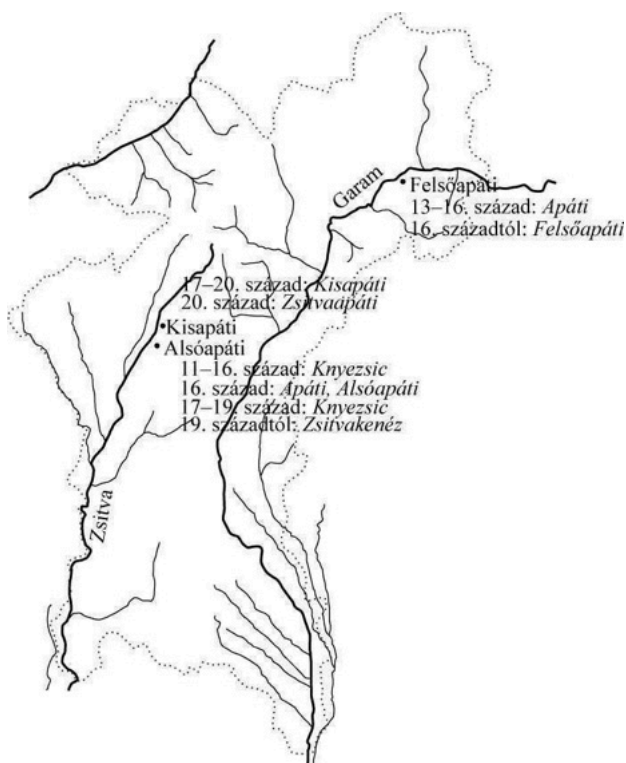 Garam
Felsőapáti
13–16. század: Apáti
16. századtól: Felsőapáti
17–20. század: Kisapáti
20. század: Zsitvaapáti
Kisapáti
Alsóapáti
11–16. század: Knyezsic
16. század: Apáti, Alsóapáti
17–19. század: Knyezsic
19. századtól: Zsitvakenéz
Zsitva